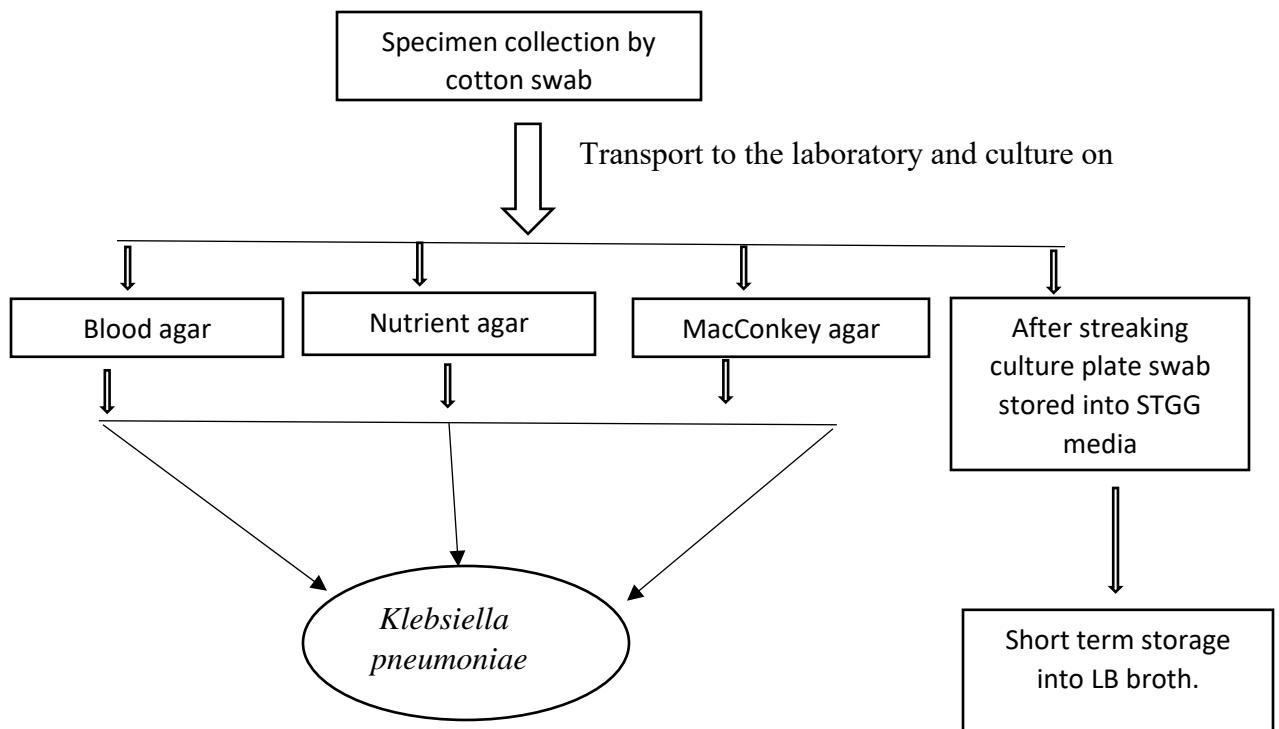 Specimen collection by
cotton swab
Transport to the laboratory and culture on
Blood agar
Nutrient agar
MacConkey agar
After streaking
culture plate swab
stored into STGG
media
Klebsiella
pneumoniae
Short term storage
into LB broth.